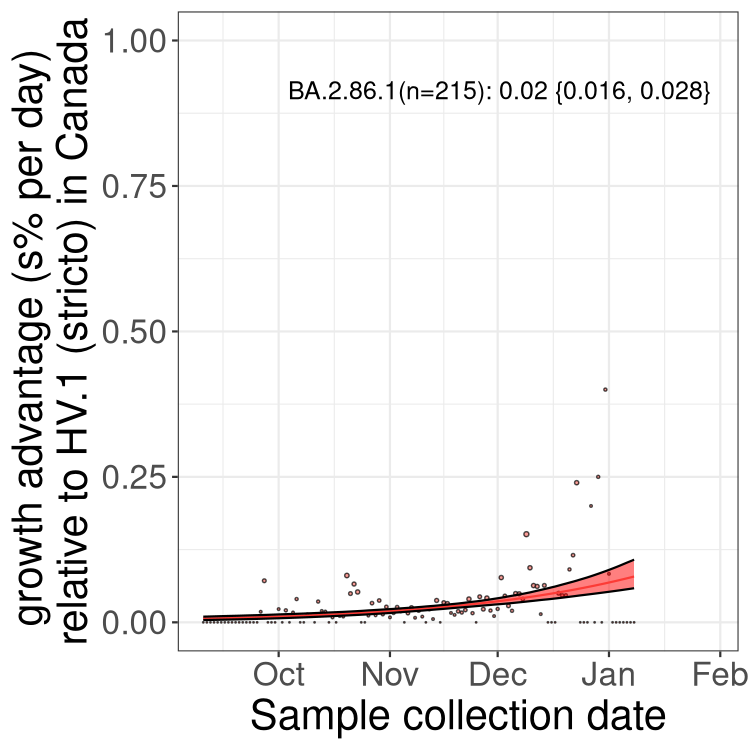 growth advantage (s% per day)
relative to HV.1 (stricto) in Canada
1.00
0.75
0.50
0.25
0.00
BA.2.86.1(n=215): 0.02 {0.016, 0.028}
Oct Nov Dec Jan Feb
Sample collection date